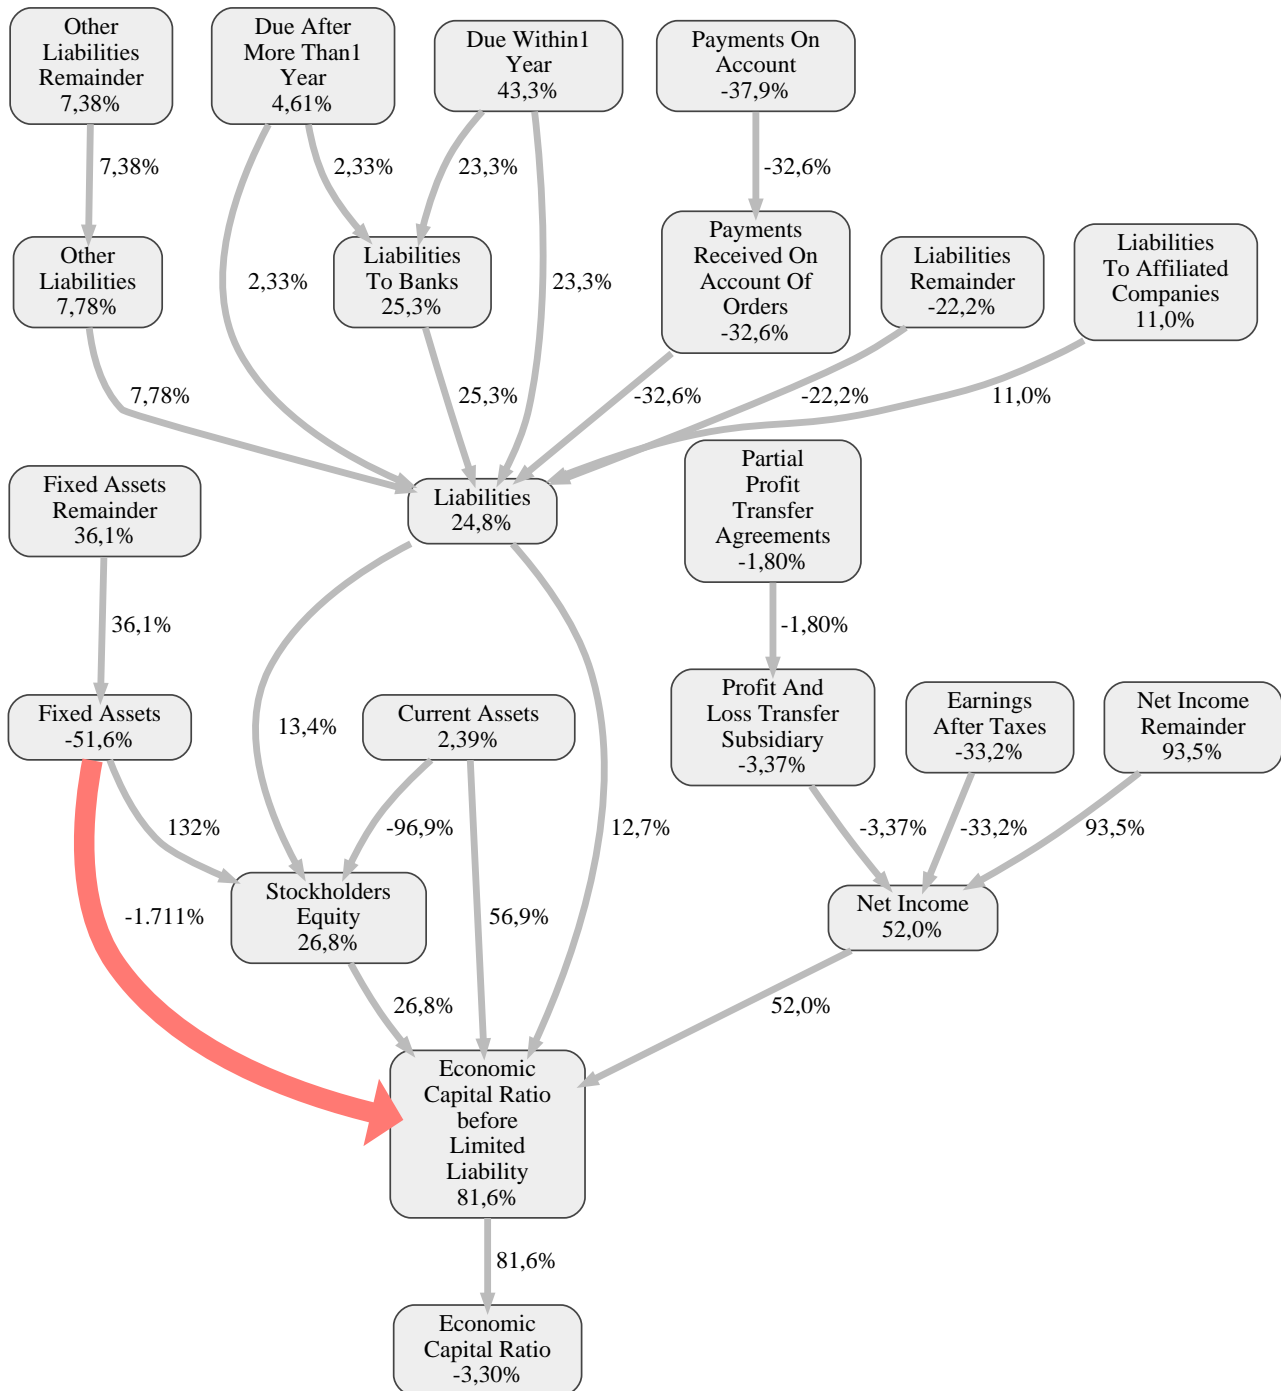 Other
Liabilities
Remainder
7,38%
Due After
More Than1
Year
4,61%
Due Within1
Year
43,3%
Payments On
Account
-37,9%
7,38%
2,33%
23,3%
-32,6%
Other
Liabilities
7,78%
2,33%
Liabilities
To Banks
25,3%
23,3%
Payments
Received On
Account Of
Orders
-32,6%
Liabilities
Remainder
-22,2%
Liabilities
To Affiliated
Companies
11,0%
7,78%
25,3%
-32,6%
-22,2%
11,0%
Fixed Assets
Remainder
36,1%
Liabilities
24,8%
Partial
Profit
Transfer
Agreements
-1,80%
36,1%
-1,80%
Fixed Assets
-51,6%
13,4%
Current Assets
2,39%
Profit And
Loss Transfer
Subsidiary
-3,37%
Earnings
After Taxes
-33,2%
Net Income
Remainder
93,5%
132%
-96,9%
12,7%
-3,37%
-33,2%
93,5%
-1.711%
Stockholders
Equity
26,8%
56,9%
Net Income
52,0%
26,8%
52,0%
Economic
Capital Ratio
before
Limited
Liability
81,6%
81,6%
Economic
Capital Ratio
-3,30%